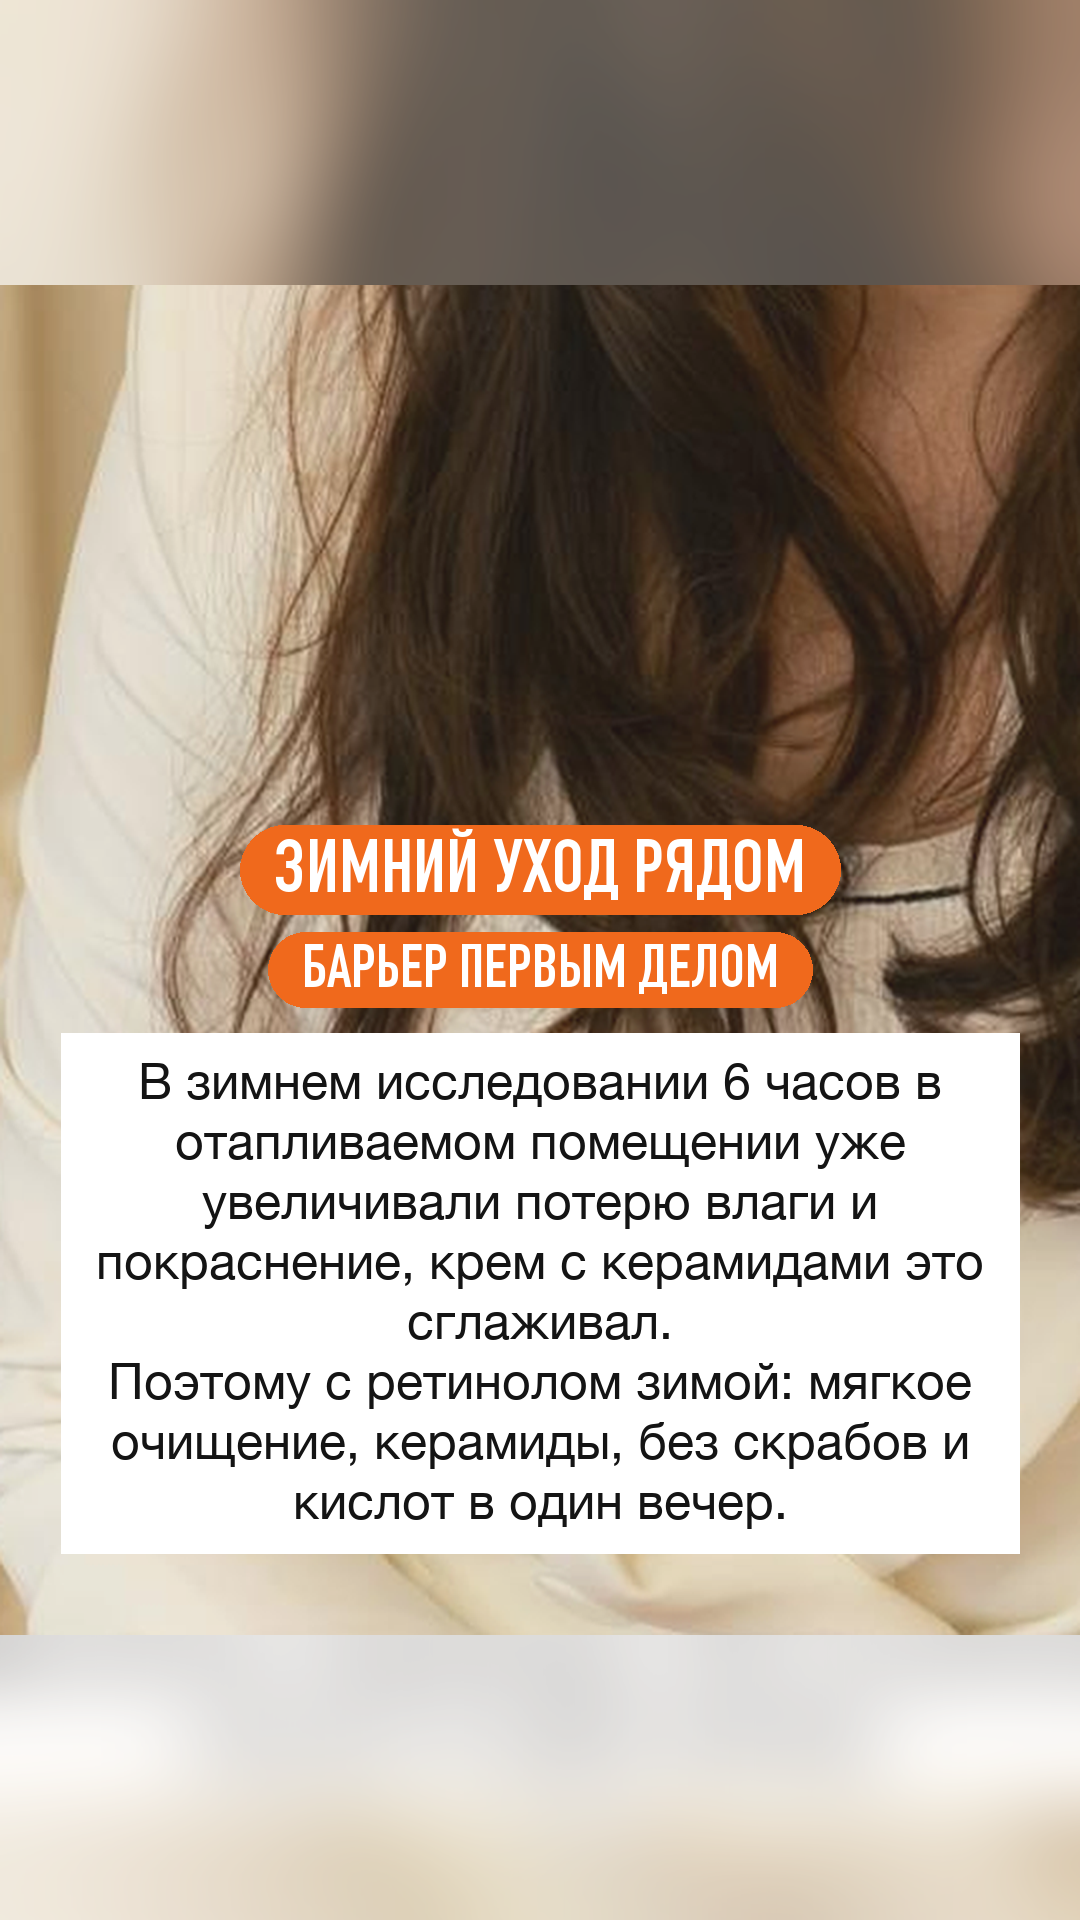 ЗИМНИЙ УХОД РЯДОМ
БАРЬЕР ПЕРВЫМ ДЕЛОМ
В зимнем исследовании 6 часов в
отапливаемом помещении уже
увеличивали потерю влаги и
покраснение, крем с керамидами это
сглаживал.
Поэтому с ретинолом зимой: мягкое
очищение, керамиды, без скрабов и
кислот в один вечер.